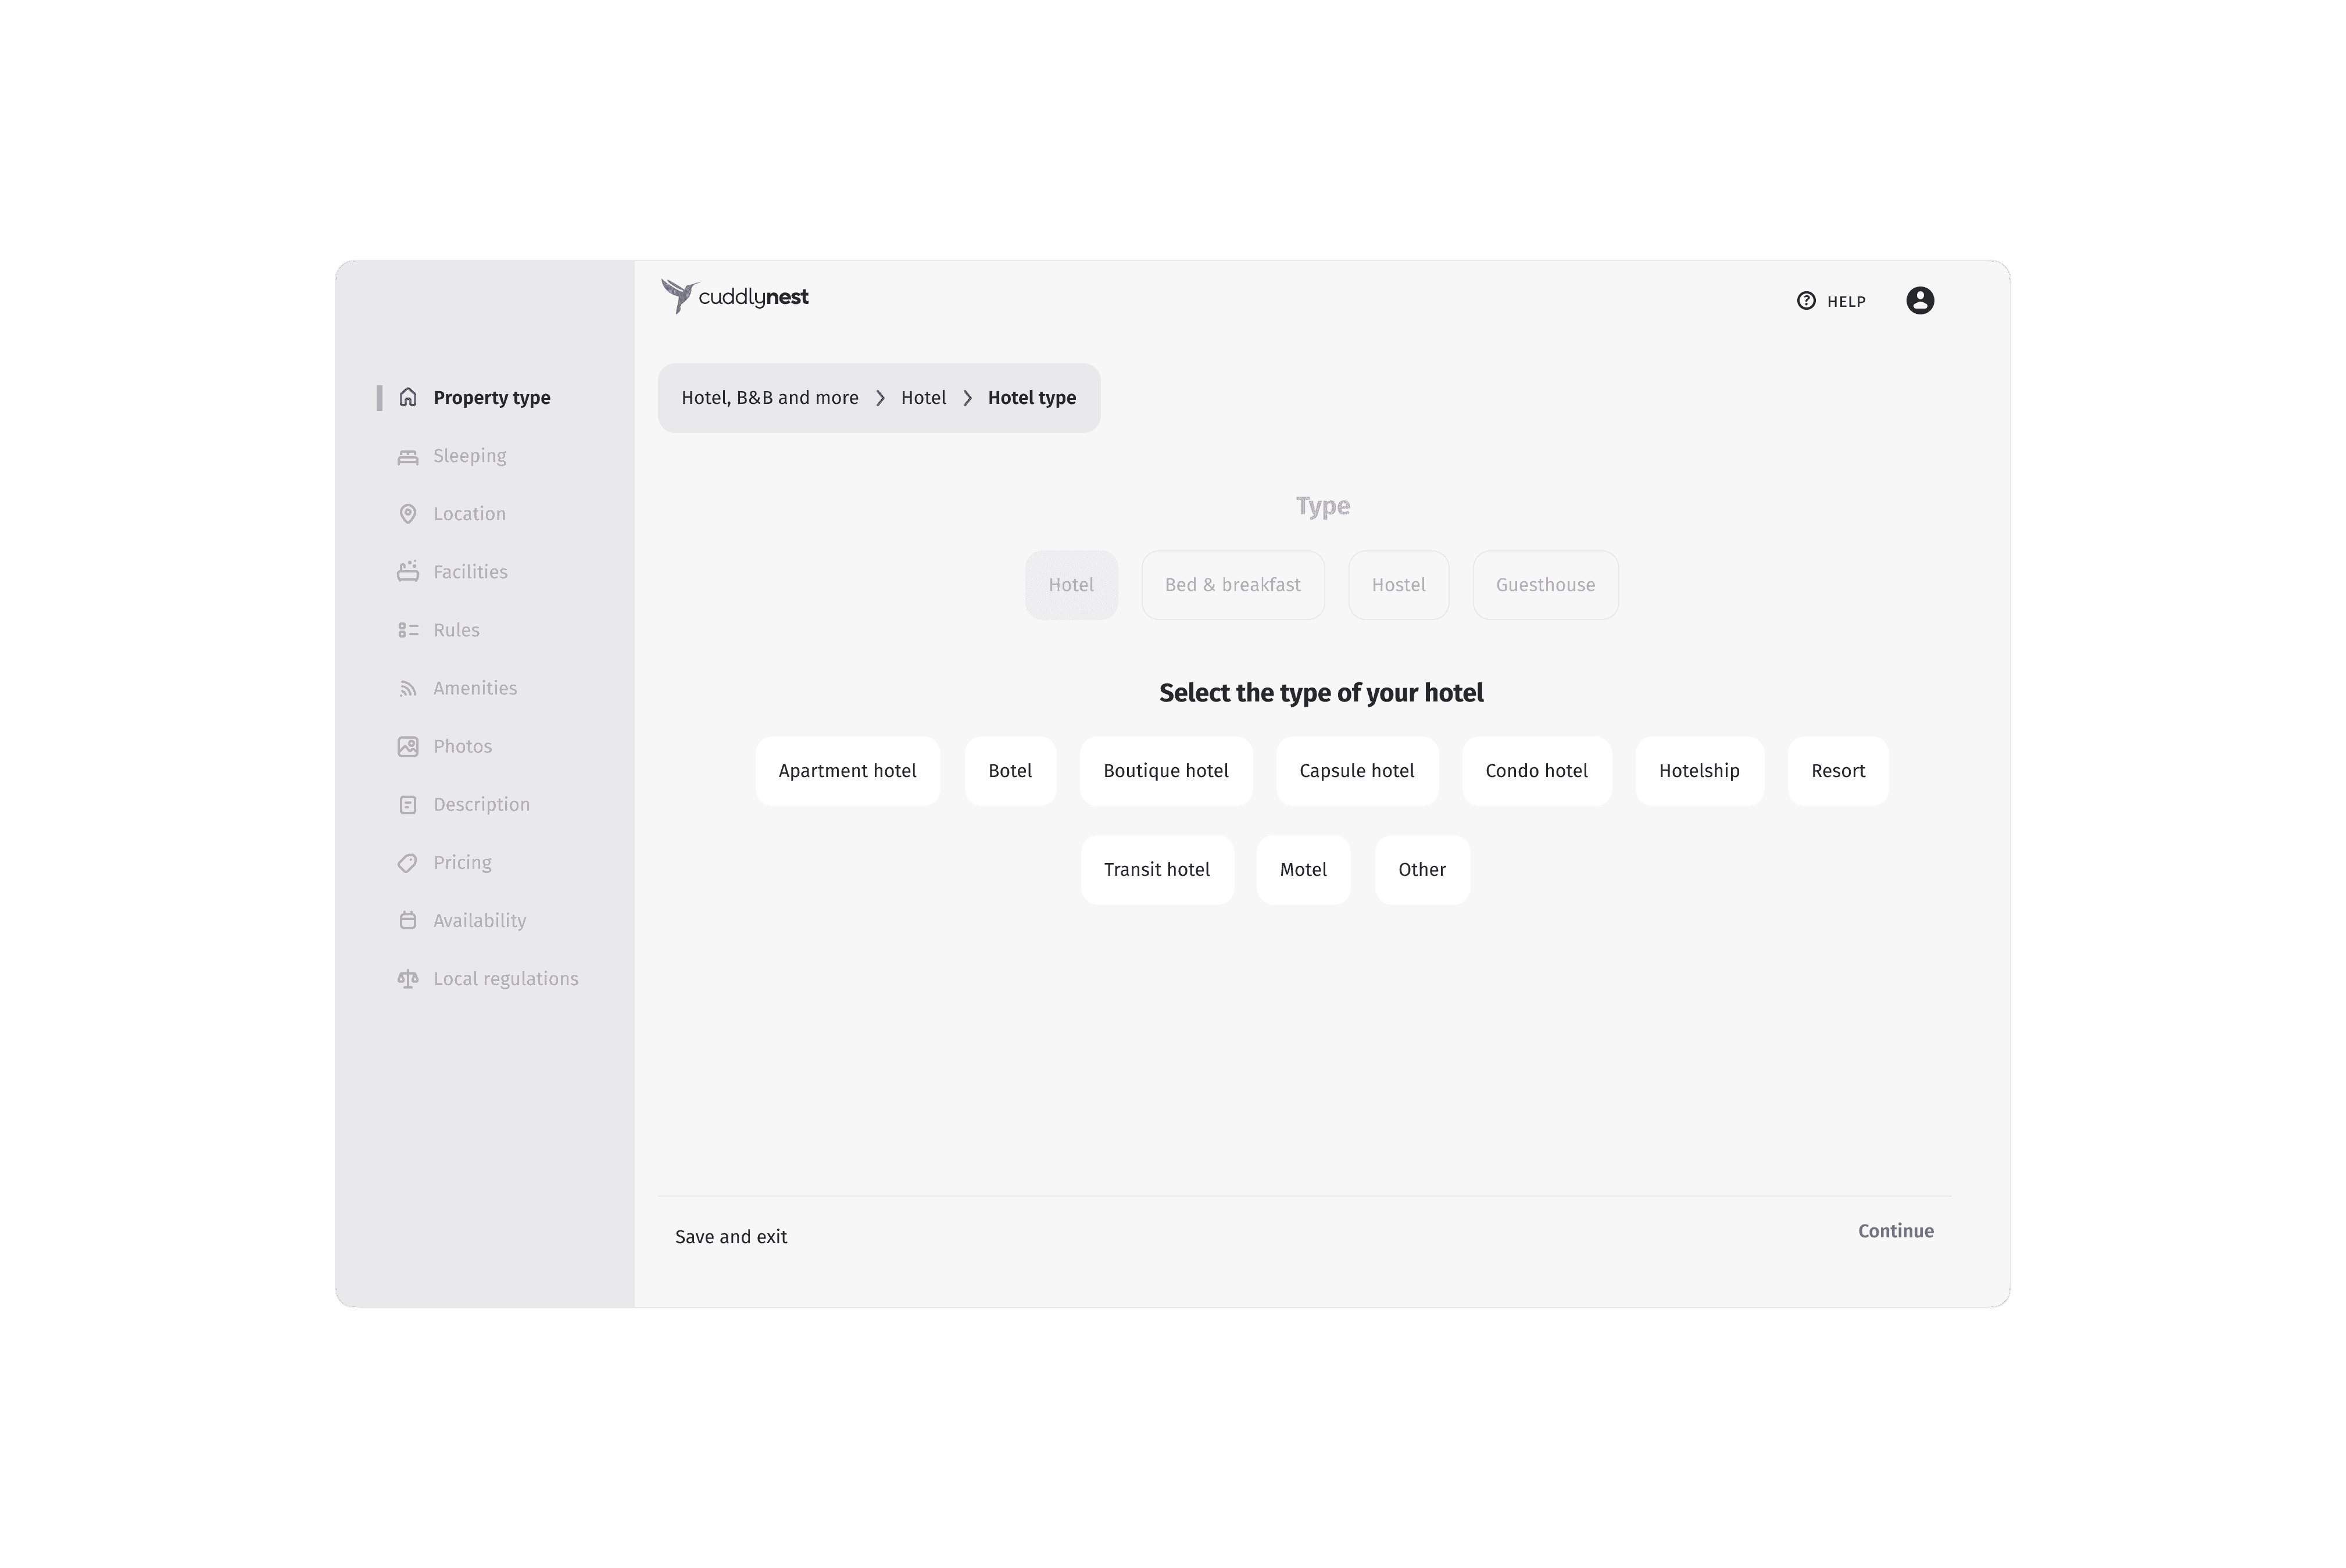 cuddlynest
HELP
Property type
Sleeping
Location
Facilities
Rules
Amenities
Photos
Description
Pricing
Availability
Local regulations
Hotel, B&B and more > Hotel > Hotel type
Type
Hotel Bed & breakfast Hostel Guesthouse
Select the type of your hotel
Apartment hotel Botel Boutique hotel Capsule hotel Condo hotel Hotelship Resort
Transit hotel Motel Other
Save and exit
Continue